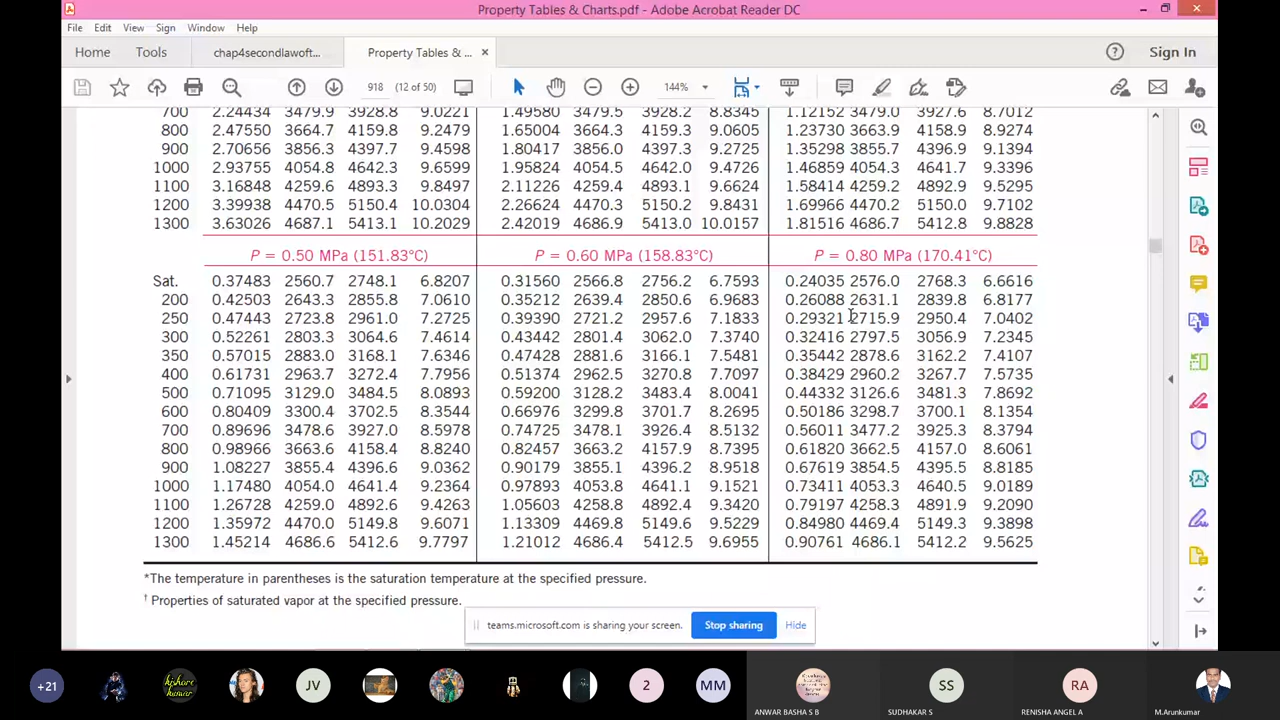 Property Tables & Charts.pdf - Adobe Acrobat Reader DC
File Edit View Sign Window Help
Home Tools chap4secondlawoft... Property Tables & ... × Sign In
918 (12 of 50) 144%
700 2.24434 3479.9 3928.8 9.0221 1.49580 3479.5 3928.2 8.8345 1.12152 3479.0 3927.6 8.7012
800 2.47550 3664.7 4159.8 9.2479 1.65004 3664.3 4159.3 9.0605 1.23730 3663.9 4158.9 8.9274
900 2.70656 3856.3 4397.7 9.4598 1.80417 3856.0 4397.3 9.2725 1.35298 3855.7 4396.9 9.1394
1000 2.93755 4054.8 4642.3 9.6599 1.95824 4054.5 4642.0 9.4726 1.46859 4054.3 4641.7 9.3396
1100 3.16848 4259.6 4893.3 9.8497 2.11226 4259.4 4893.1 9.6624 1.58414 4259.2 4892.9 9.5295
1200 3.39938 4470.5 5150.4 10.0304 2.26624 4470.3 5150.2 9.8431 1.69966 4470.2 5150.0 9.7102
1300 3.63026 4687.1 5413.1 10.2029 2.42019 4686.9 5413.0 10.0157 1.81516 4686.7 5412.8 9.8828
P = 0.50 MPa (151.83°C) P = 0.60 MPa (158.83°C) P = 0.80 MPa (170.41°C)
Sat. 0.37483 2560.7 2748.1 6.8207 0.31560 2566.8 2756.2 6.7593 0.24035 2576.0 2768.3 6.6616
200 0.42503 2643.3 2855.8 7.0610 0.35212 2639.4 2850.6 6.9683 0.26088 2631.1 2839.8 6.8177
250 0.47443 2723.8 2961.0 7.2725 0.39390 2721.2 2957.6 7.1833 0.29321 2715.9 2950.4 7.0402
300 0.52261 2803.3 3064.6 7.4614 0.43442 2801.4 3062.0 7.3740 0.32416 2797.5 3056.9 7.2345
350 0.57015 2883.0 3168.1 7.6346 0.47428 2881.6 3166.1 7.5481 0.35442 2878.6 3162.2 7.4107
400 0.61731 2963.7 3272.4 7.7956 0.51374 2962.5 3270.8 7.7097 0.38429 2960.2 3267.7 7.5735
500 0.71095 3129.0 3484.5 8.0893 0.59200 3128.2 3483.4 8.0041 0.44332 3126.6 3481.3 7.8692
600 0.80409 3300.4 3702.5 8.3544 0.66976 3299.8 3701.7 8.2695 0.50186 3298.7 3700.1 8.1354
700 0.89696 3478.6 3927.0 8.5978 0.74725 3478.1 3926.4 8.5132 0.56011 3477.2 3925.3 8.3794
800 0.98966 3663.6 4158.4 8.8240 0.82457 3663.2 4157.9 8.7395 0.61820 3662.5 4157.0 8.6061
900 1.08227 3855.4 4396.6 9.0362 0.90179 3855.1 4396.2 8.9518 0.67619 3854.5 4395.5 8.8185
1000 1.17480 4054.0 4641.4 9.2364 0.97893 4053.8 4641.1 9.1521 0.73411 4053.3 4640.5 9.0189
1100 1.26728 4259.0 4892.6 9.4263 1.05603 4258.8 4892.4 9.3420 0.79197 4258.3 4891.9 9.2090
1200 1.35972 4470.0 5149.8 9.6071 1.13309 4469.8 5149.6 9.5229 0.84980 4469.4 5149.3 9.3898
1300 1.45214 4686.6 5412.6 9.7797 1.21012 4686.4 5412.5 9.6955 0.90761 4686.1 5412.2 9.5625
*The temperature in parentheses is the saturation temperature at the specified pressure.
† Properties of saturated vapor at the specified pressure.
teams.microsoft.com is sharing your screen. Stop sharing Hide
+21 kishore kumar JV 2 MM SS RA
ANWAR BASHA S B SUDHAKAR S RENISHA ANGEL A M.Arunkumar